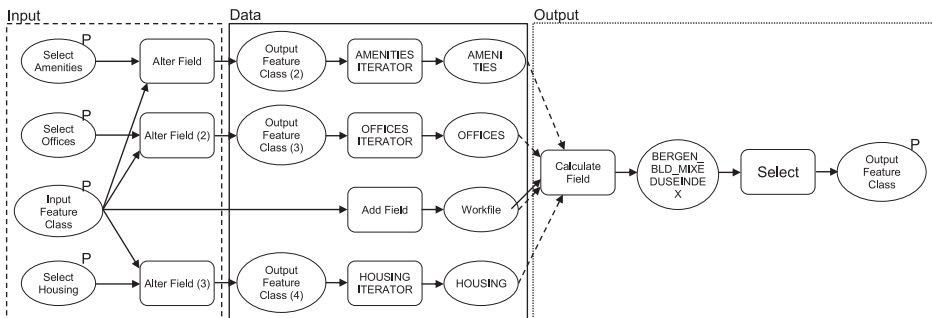 Input
Data
Output
P
Select
Amenities
Alter Field
Output
Feature
Class (2)
AMENITIES
ITERATOR
AMENI
TIES
P
Select
Offices
Alter Field (2)
Output
Feature
Class (3)
OFFICES
ITERATOR
OFFICES
P
Input
Feature
Class
Add Field
Workfile
Calculate
Field
BERGEN_
BLD_MIXE
DUSEINDE
X
Select
P
Output
Feature
Class
P
Select
Housing
Alter Field (3)
Output
Feature
Class (4)
HOUSING
ITERATOR
HOUSING